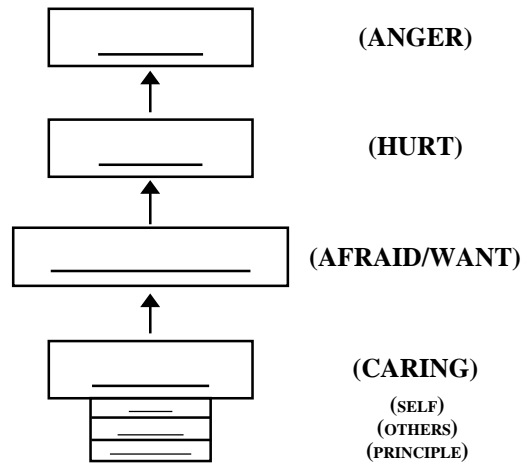 (ANGER)
(HURT)
(AFRAID/WANT)
(CARING)
(SELF)
(OTHERS)
(PRINCIPLE)